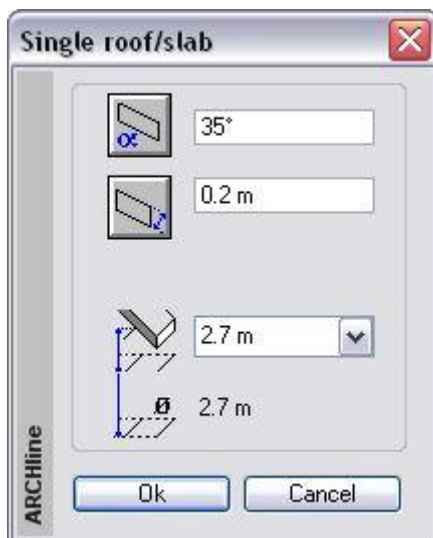 Single roof/slab
α
35°
0.2 m
2.7 m
Ø 2.7 m
ARCHline
Ok Cancel